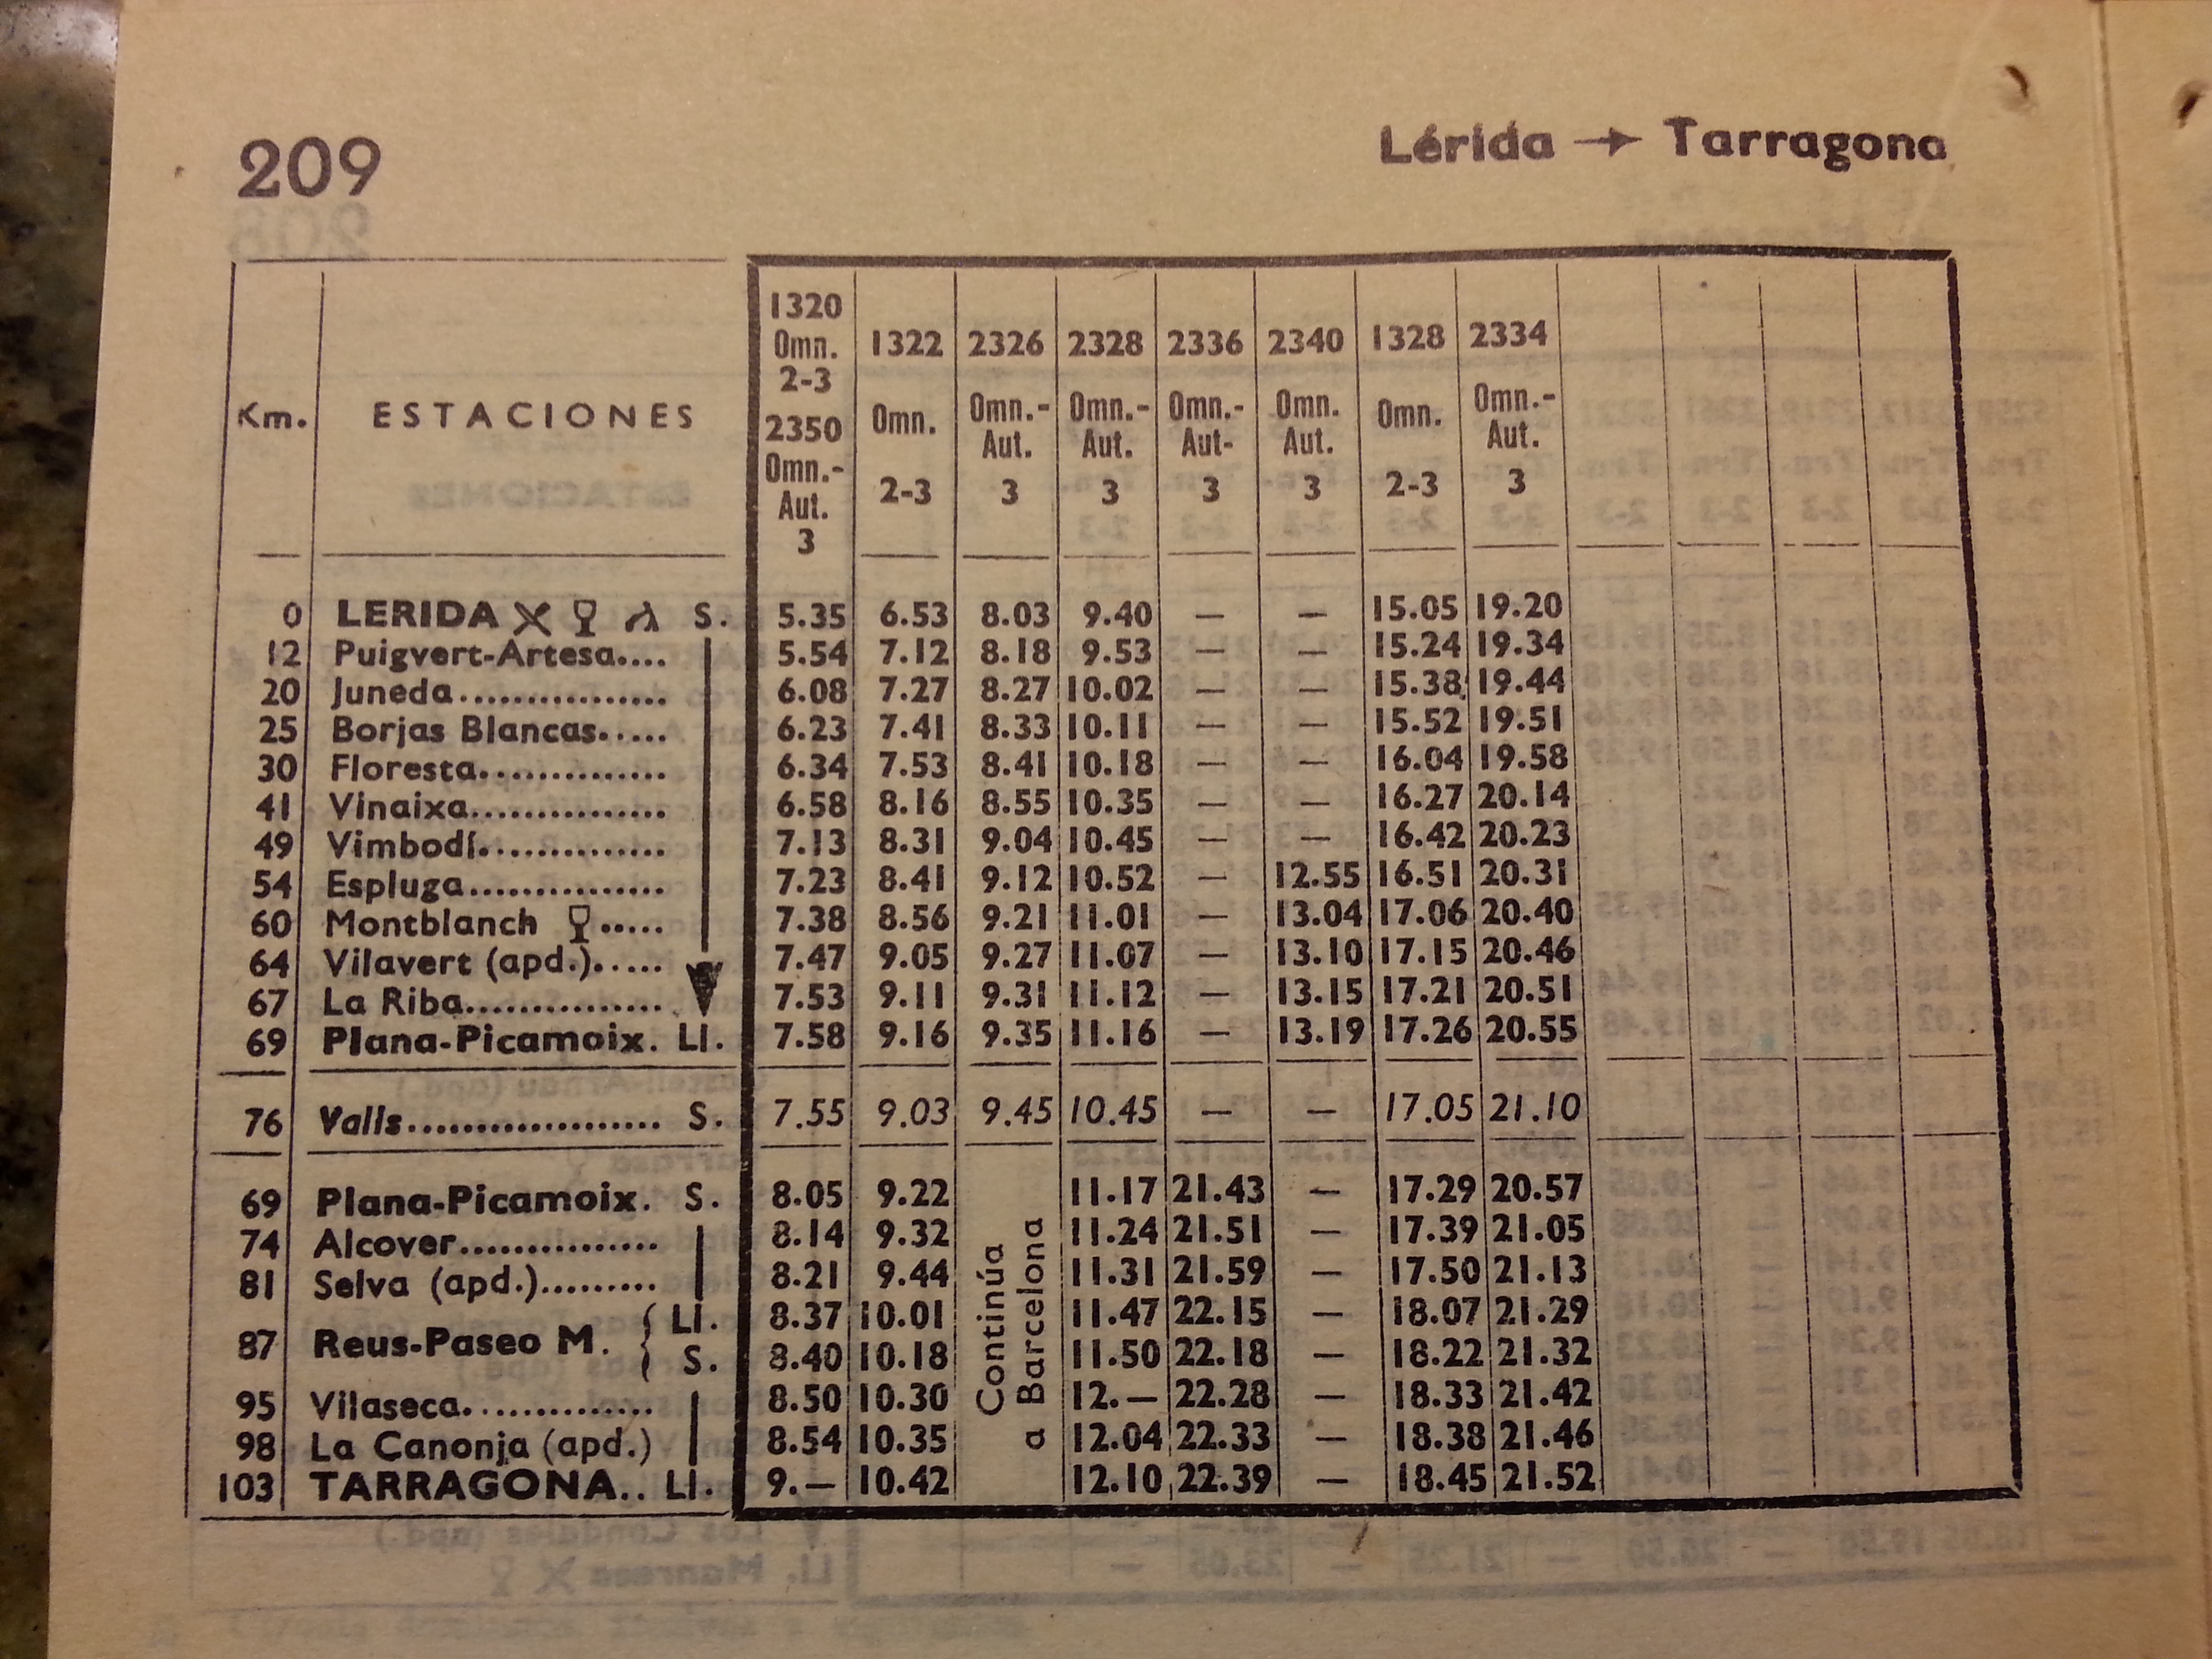 209
Lérida → Tarragona
Km. ESTACIONES 1320 Omn. 2-3 2350 Omn.-Aut. 3 1322 Omn. 2-3 2326 Omn.-Aut. 3 2328 Omn.-Aut. 3 2336 Omn.-Aut- 3 2340 Omn. Aut. 3 1328 Omn. 2-3 2334 Omn.-Aut. 3
0 LERIDA S. 5.35 6.53 8.03 9.40 — — 15.05 19.20
12 Puigvert-Artesa.... 5.54 7.12 8.18 9.53 — — 15.24 19.34
20 Juneda................ 6.08 7.27 8.27 10.02 — — 15.38 19.44
25 Borjas Blancas..... 6.23 7.41 8.33 10.11 — — 15.52 19.51
30 Floresta.............. 6.34 7.53 8.41 10.18 — — 16.04 19.58
41 Vinaixa............... 6.58 8.16 8.55 10.35 — — 16.27 20.14
49 Vimbodí.............. 7.13 8.31 9.04 10.45 — — 16.42 20.23
54 Espluga............... 7.23 8.41 9.12 10.52 — 12.55 16.51 20.31
60 Montblanch ..... 7.38 8.56 9.21 11.01 — 13.04 17.06 20.40
64 Vilavert (apd.)..... 7.47 9.05 9.27 11.07 — 13.10 17.15 20.46
67 La Riba............... 7.53 9.11 9.31 11.12 — 13.15 17.21 20.51
69 Plana-Picamoix. Ll. 7.58 9.16 9.35 11.16 — 13.19 17.26 20.55
76 Valls................... S. 7.55 9.03 9.45 10.45 — — 17.05 21.10
69 Plana-Picamoix. S. 8.05 9.22 11.17 21.43 — 17.29 20.57
74 Alcover............... 8.14 9.32 11.24 21.51 — 17.39 21.05
81 Selva (apd.)......... 8.21 9.44 11.31 21.59 — 17.50 21.13
87 Reus-Paseo M. Ll. 8.37 10.01 11.47 22.15 — 18.07 21.29
S. 8.40 10.18 11.50 22.18 — 18.22 21.32
95 Vilaseca.............. 8.50 10.30 12.— 22.28 — 18.33 21.42
98 La Canonja (apd.) 8.54 10.35 12.04 22.33 — 18.38 21.46
103 TARRAGONA.. Ll. 9.— 10.42 12.10 22.39 — 18.45 21.52
Continúa
a Barcelona